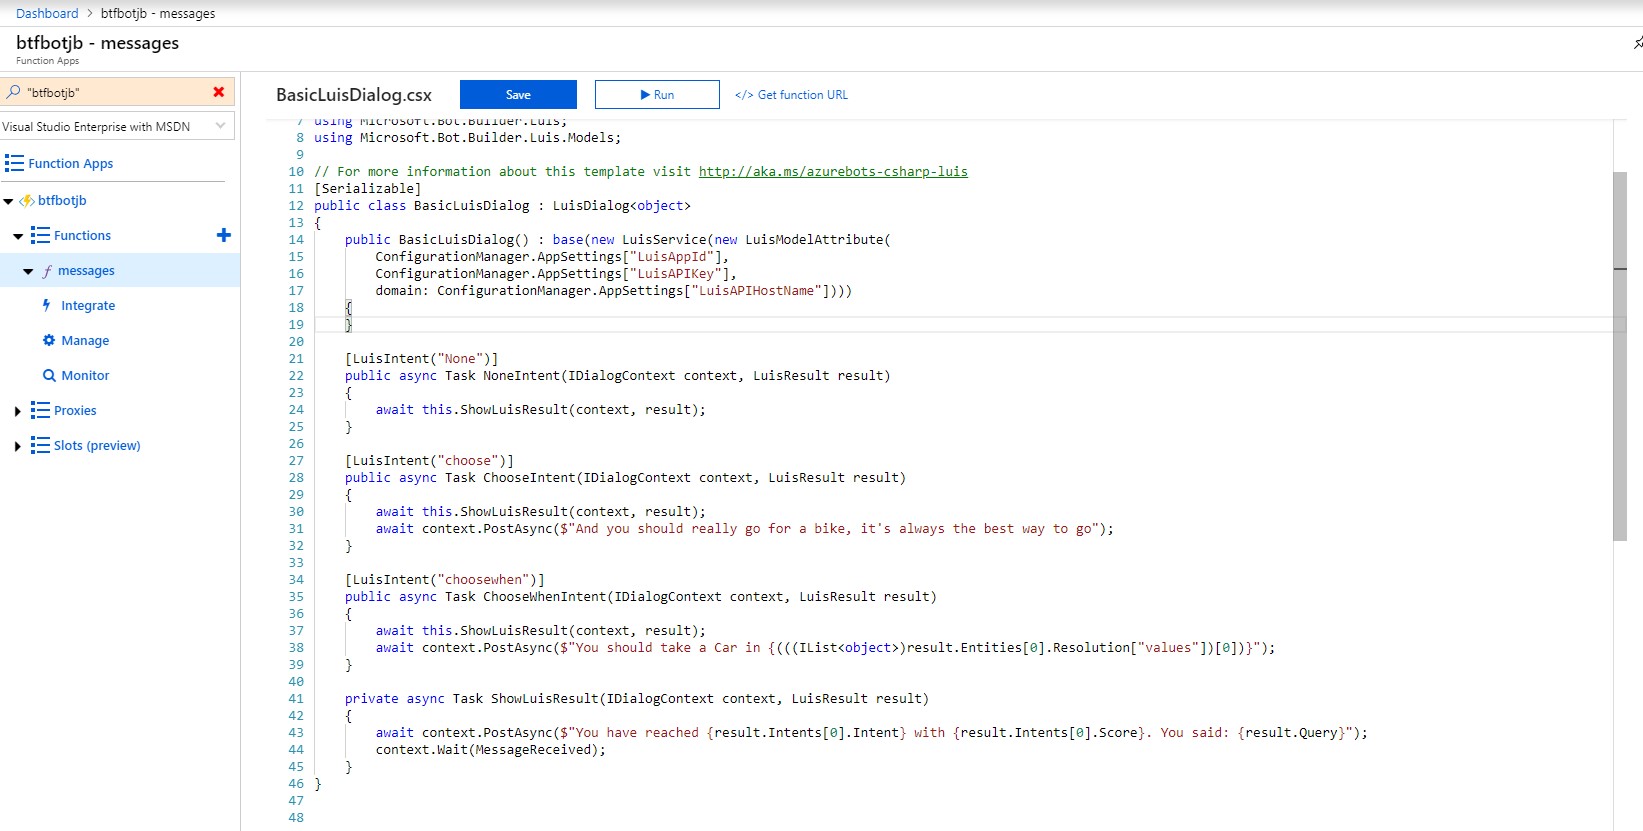 Dashboard > btfbotjb - messages
btfbotjb - messages
Function Apps
"btfbotjb"
Visual Studio Enterprise with MSDN
Function Apps
btfbotjb
Functions
messages
Integrate
Manage
Monitor
Proxies
Slots (preview)
BasicLuisDialog.csx Save Run </> Get function URL
7 using Microsoft.Bot.Builder.Luis;
8 using Microsoft.Bot.Builder.Luis.Models;
9
10 // For more information about this template visit http://aka.ms/azurebots-csharp-luis
11 [Serializable]
12 public class BasicLuisDialog : LuisDialog<object>
13 {
14     public BasicLuisDialog() : base(new LuisService(new LuisModelAttribute(
15         ConfigurationManager.AppSettings["LuisAppId"],
16         ConfigurationManager.AppSettings["LuisAPIKey"],
17         domain: ConfigurationManager.AppSettings["LuisAPIHostName"])))
18     {
19     }
20
21     [LuisIntent("None")]
22     public async Task NoneIntent(IDialogContext context, LuisResult result)
23     {
24         await this.ShowLuisResult(context, result);
25     }
26
27     [LuisIntent("choose")]
28     public async Task ChooseIntent(IDialogContext context, LuisResult result)
29     {
30         await this.ShowLuisResult(context, result);
31         await context.PostAsync($"And you should really go for a bike, it's always the best way to go");
32     }
33
34     [LuisIntent("choosewhen")]
35     public async Task ChooseWhenIntent(IDialogContext context, LuisResult result)
36     {
37         await this.ShowLuisResult(context, result);
38         await context.PostAsync($"You should take a Car in {(((IList<object>)result.Entities[0].Resolution["values"])[0])}");
39     }
40
41     private async Task ShowLuisResult(IDialogContext context, LuisResult result)
42     {
43         await context.PostAsync($"You have reached {result.Intents[0].Intent} with {result.Intents[0].Score}. You said: {result.Query}");
44         context.Wait(MessageReceived);
45     }
46 }
47
48